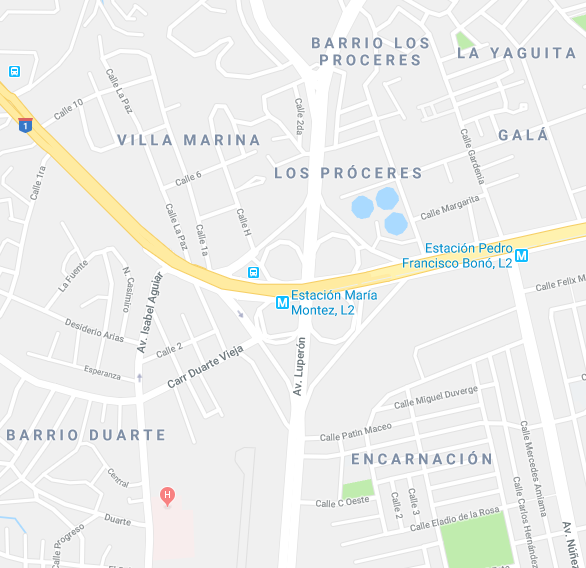 BARRIO LOS
PROCERES
LA YAGUITA
Calle La Paz
Calle 10
1
VILLA MARINA
Calle 2da
GALÁ
Calle Gardenia
Calle 1ra
Calle 6
LOS PRÓCERES
Calle La Paz
Calle 1a
Calle H
Calle Margarita
Estación Pedro
Francisco Bonó, L2
M
La Fuente
N. Casimiro
Av. Isabel Aguiar
M
Estación María
Montez, L2
Calle Felix M
Desiderio Arias
Calle 2
Carr Duarte Vieja
Av. Luperón
Esperanza
Calle Miguel Duverge
BARRIO DUARTE
Calle Patin Maceo
ENCARNACIÓN
Calle Mercedes Amiama
Central
H
Calle C Oeste
Calle 2
Calle 3
Calle Eladio de la Rosa
Calle Carlos Hernández
Av. Núñez
Duarte
Calle Progreso